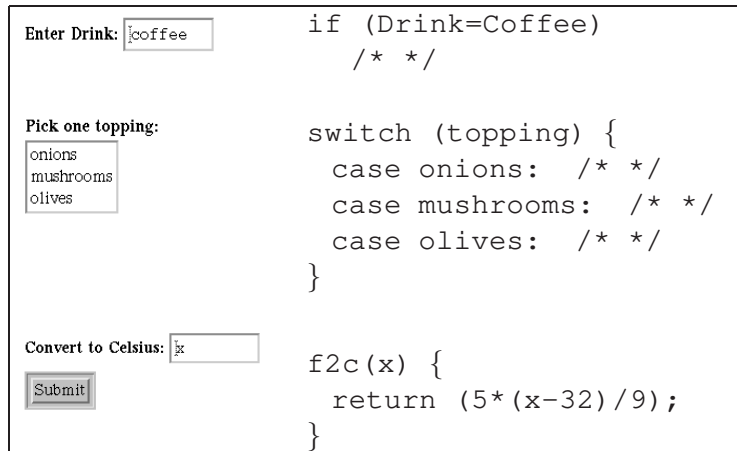 Enter Drink: coffee
if (Drink=Coffee)
/* */
Pick one topping:
onions
mushrooms
olives
switch (topping) {
case onions: /* */
case mushrooms: /* */
case olives: /* */
}
Convert to Celsius: x
Submit
f2c(x) {
return (5*(x-32)/9);
}